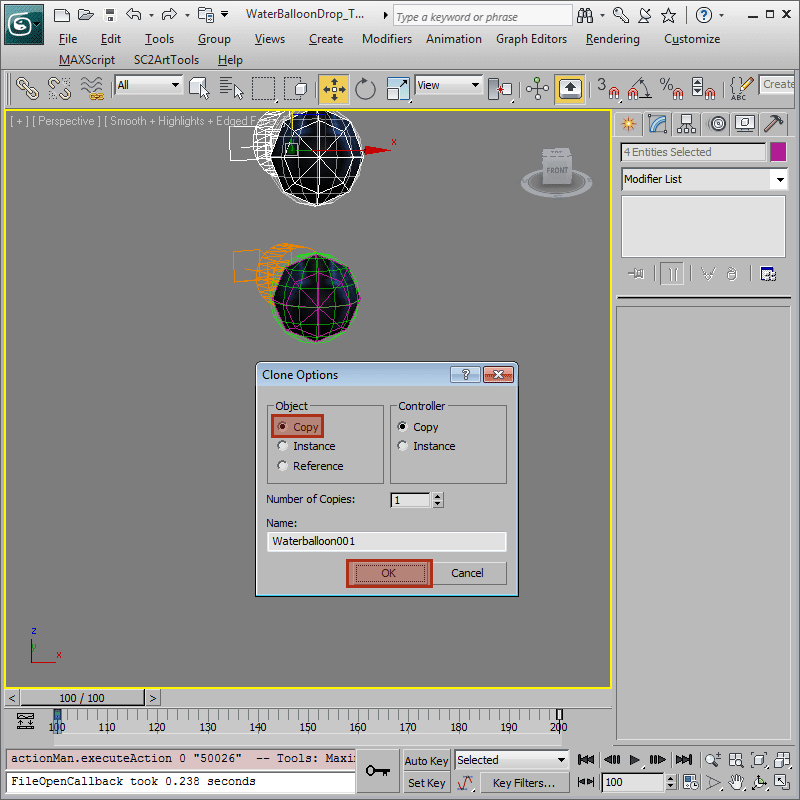 WaterBalloonDrop_T...
Type a keyword or phrase
File Edit Tools Group Views Create Modifiers Animation Graph Editors Rendering Customize
MAXScript SC2ArtTools Help
All
View
3
%
ABC
Create
[ + ] [ Perspective ] [ Smooth + Highlights + Edged F
x
FRONT
4 Entities Selected
Modifier List
Clone Options
Object
Copy
Instance
Reference
Controller
Copy
Instance
Number of Copies: 1
Name:
Waterballoon001
OK Cancel
z
y
x
< 100 / 100 >
100 110 120 130 140 150 160 170 180 190 200
actionMan.executeAction 0 "50026" -- Tools: Maxi
FileOpenCallback took 0.238 seconds
Auto Key Selected
Set Key Key Filters...
100